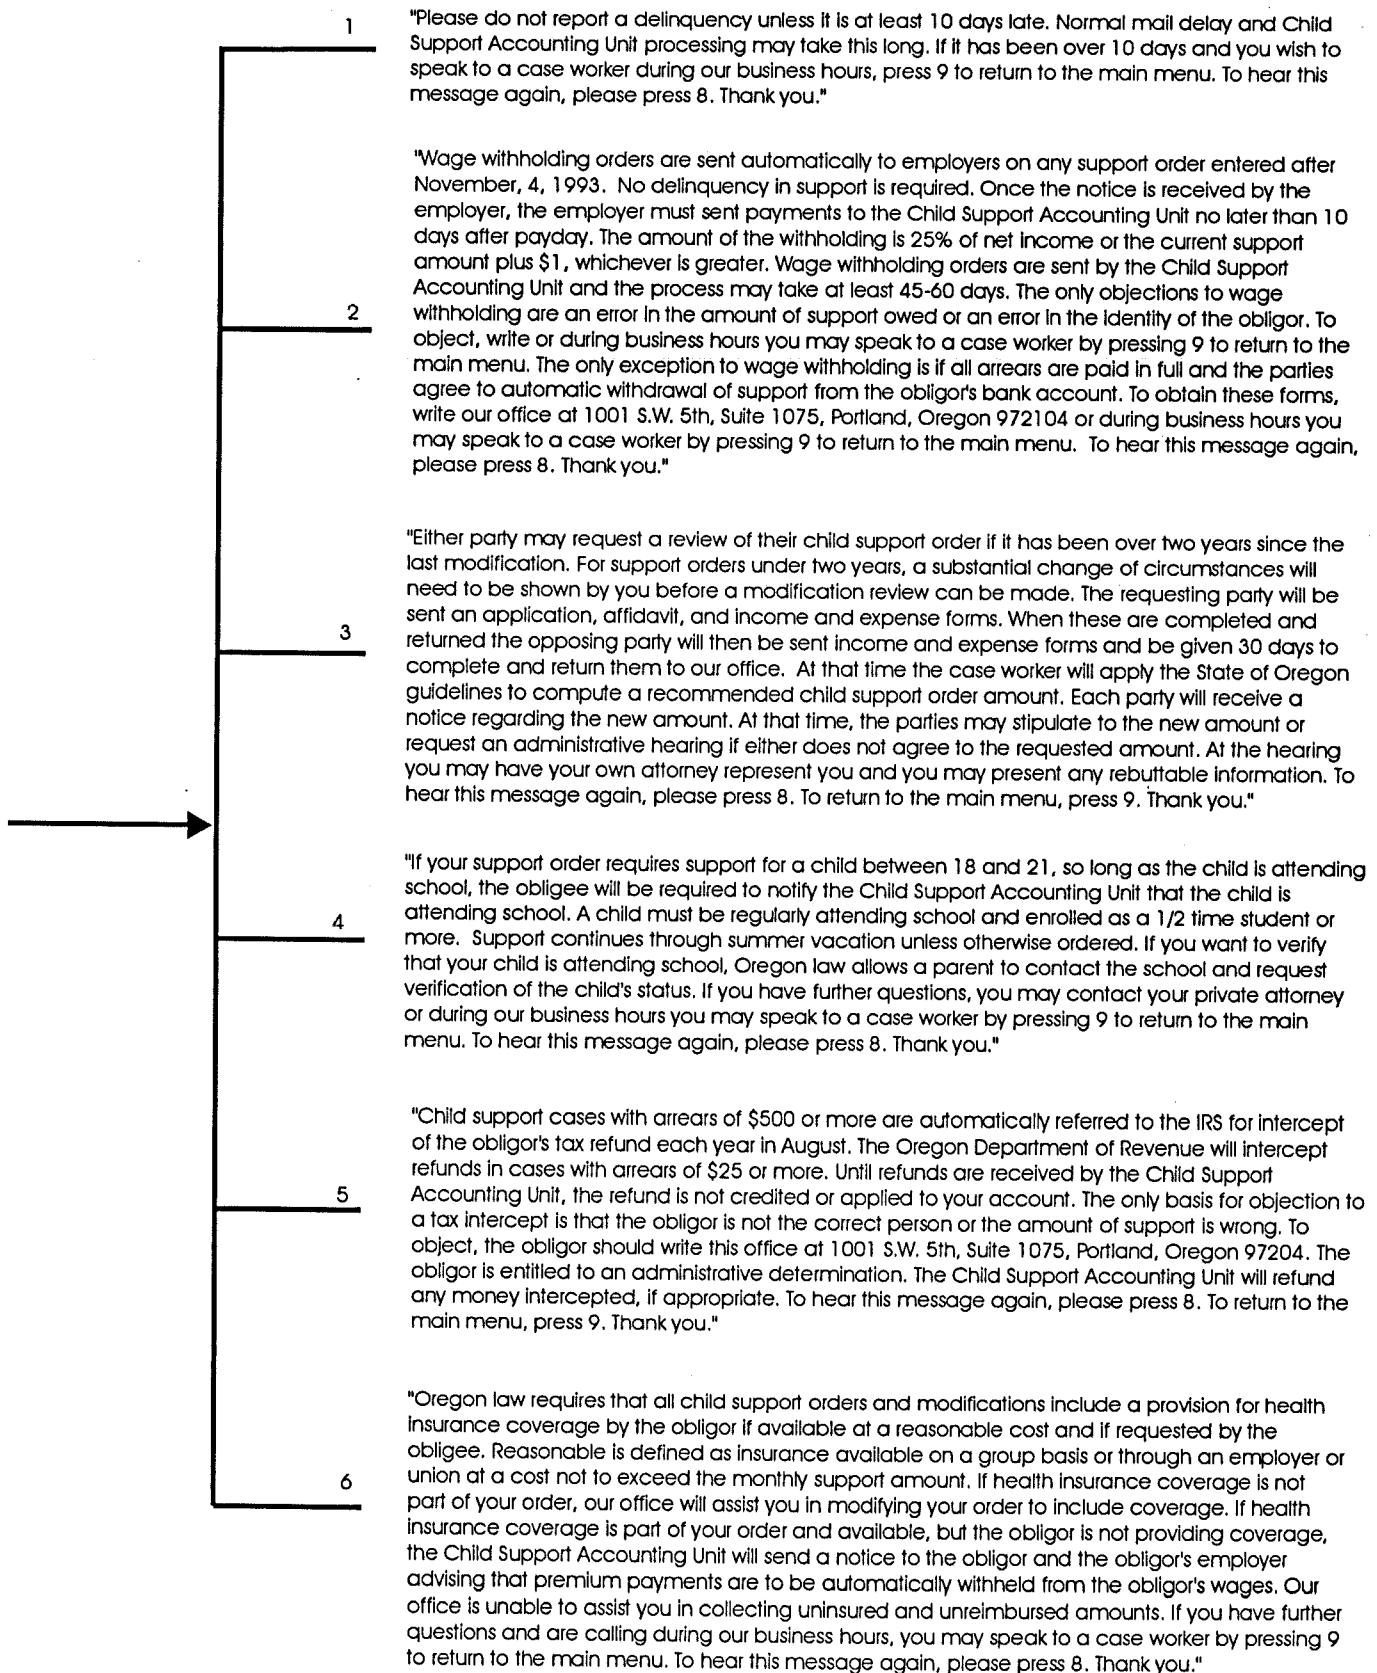 1
"Please do not report a delinquency unless it is at least 10 days late. Normal mail delay and Child
Support Accounting Unit processing may take this long. If it has been over 10 days and you wish to
speak to a case worker during our business hours, press 9 to return to the main menu. To hear this
message again, please press 8. Thank you."
2
"Wage withholding orders are sent automatically to employers on any support order entered after
November, 4, 1993.  No delinquency in support is required. Once the notice is received by the
employer, the employer must sent payments to the Child Support Accounting Unit no later than 10
days after payday. The amount of the withholding is 25% of net income or the current support
amount plus $1, whichever is greater. Wage withholding orders are sent by the Child Support
Accounting Unit and the process may take at least 45-60 days. The only objections to wage
withholding are an error in the amount of support owed or an error in the identity of the obligor. To
object, write or during business hours you may speak to a case worker by pressing 9 to return to the
main menu. The only exception to wage withholding is if all arrears are paid in full and the parties
agree to automatic withdrawal of support from the obligor's bank account. To obtain these forms,
write our office at 1001 S.W. 5th, Suite 1075, Portland, Oregon 972104 or during business hours you
may speak to a case worker by pressing 9 to return to the main menu.  To hear this message again,
please press 8. Thank you."
3
"Either party may request a review of their child support order if it has been over two years since the
last modification. For support orders under two years, a substantial change of circumstances will
need to be shown by you before a modification review can be made. The requesting party will be
sent an application, affidavit, and income and expense forms. When these are completed and
returned the opposing party will then be sent income and expense forms and be given 30 days to
complete and return them to our office.  At that time the case worker will apply the State of Oregon
guidelines to compute a recommended child support order amount. Each party will receive a
notice regarding the new amount. At that time, the parties may stipulate to the new amount or
request an administrative hearing if either does not agree to the requested amount. At the hearing
you may have your own attorney represent you and you may present any rebuttable information. To
hear this message again, please press 8. To return to the main menu, press 9. Thank you."
4
"If your support order requires support for a child between 18 and 21, so long as the child is attending
school, the obligee will be required to notify the Child Support Accounting Unit that the child is
attending school. A child must be regularly attending school and enrolled as a 1/2 time student or
more.  Support continues through summer vacation unless otherwise ordered. If you want to verify
that your child is attending school, Oregon law allows a parent to contact the school and request
verification of the child's status. If you have further questions, you may contact your private attorney
or during our business hours you may speak to a case worker by pressing 9 to return to the main
menu. To hear this message again, please press 8. Thank you."
5
"Child support cases with arrears of $500 or more are automatically referred to the IRS for intercept
of the obligor's tax refund each year in August. The Oregon Department of Revenue will intercept
refunds in cases with arrears of $25 or more. Until refunds are received by the Child Support
Accounting Unit, the refund is not credited or applied to your account. The only basis for objection to
a tax intercept is that the obligor is not the correct person or the amount of support is wrong. To
object, the obligor should write this office at 1001 S.W. 5th, Suite 1075, Portland, Oregon 97204. The
obligor is entitled to an administrative determination. The Child Support Accounting Unit will refund
any money intercepted, if appropriate. To hear this message again, please press 8. To return to the
main menu, press 9. Thank you."
6
"Oregon law requires that all child support orders and modifications include a provision for health
insurance coverage by the obligor if available at a reasonable cost and if requested by the
obligee. Reasonable is defined as insurance available on a group basis or through an employer or
union at a cost not to exceed the monthly support amount. If health insurance coverage is not
part of your order, our office will assist you in modifying your order to include coverage. If health
insurance coverage is part of your order and available, but the obligor is not providing coverage,
the Child Support Accounting Unit will send a notice to the obligor and the obligor's employer
advising that premium payments are to be automatically withheld from the obligor's wages. Our
office is unable to assist you in collecting uninsured and unreimbursed amounts. If you have further
questions and are calling during our business hours, you may speak to a case worker by pressing 9
to return to the main menu. To hear this message again, please press 8. Thank you."